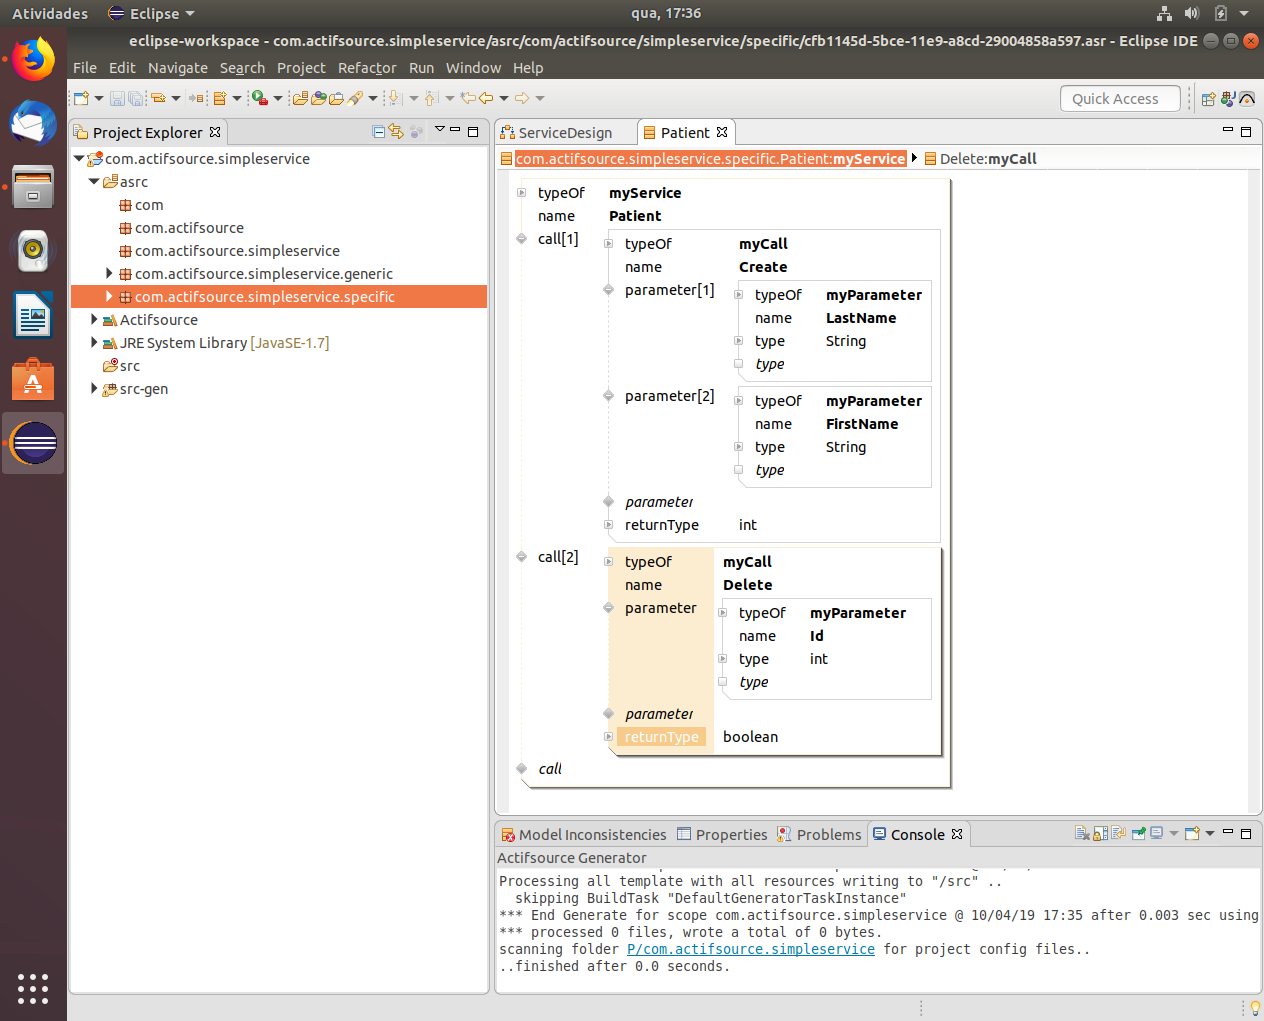 Atividades Eclipse qua, 17:36
eclipse-workspace - com.actifsource.simpleservice/asrc/com/actifsource/simpleservice/specific/cfb1145d-5bce-11e9-a8cd-29004858a597.asr - Eclipse IDE
File Edit Navigate Search Project Refactor Run Window Help
Quick Access
Project Explorer
com.actifsource.simpleservice
asrc
com
com.actifsource
com.actifsource.simpleservice
com.actifsource.simpleservice.generic
com.actifsource.simpleservice.specific
Actifsource
JRE System Library [JavaSE-1.7]
src
src-gen
ServiceDesign Patient
com.actifsource.simpleservice.specific.Patient:myService Delete:myCall
typeOf myService
name Patient
call[1] typeOf myCall
name Create
parameter[1] typeOf myParameter
name LastName
type String
type
parameter[2] typeOf myParameter
name FirstName
type String
type
parameter
returnType int
call[2] typeOf myCall
name Delete
parameter typeOf myParameter
name Id
type int
type
parameter
returnType boolean
call
Model Inconsistencies Properties Problems Console
Actifsource Generator
Processing all template with all resources writing to "/src" ..
skipping BuildTask "DefaultGeneratorTaskInstance"
*** End Generate for scope com.actifsource.simpleservice @ 10/04/19 17:35 after 0.003 sec using
*** processed 0 files, wrote a total of 0 bytes.
scanning folder P/com.actifsource.simpleservice for project config files..
..finished after 0.0 seconds.